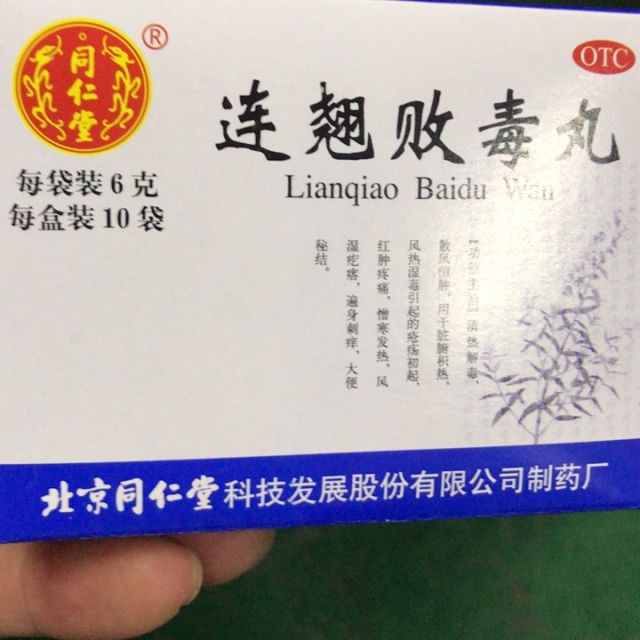 同仁堂
®
OTC
连翘败毒丸
Lianqiao Baidu Wan
每袋装6克
每盒装10袋
【功能主治】清热解毒，
散风消肿。用于脏腑积热，
风热湿毒引起的疮疡初起，
红肿疼痛，憎寒发热，风
湿疙瘩，遍身刺痒，大便
秘结。
北京同仁堂科技发展股份有限公司制药厂